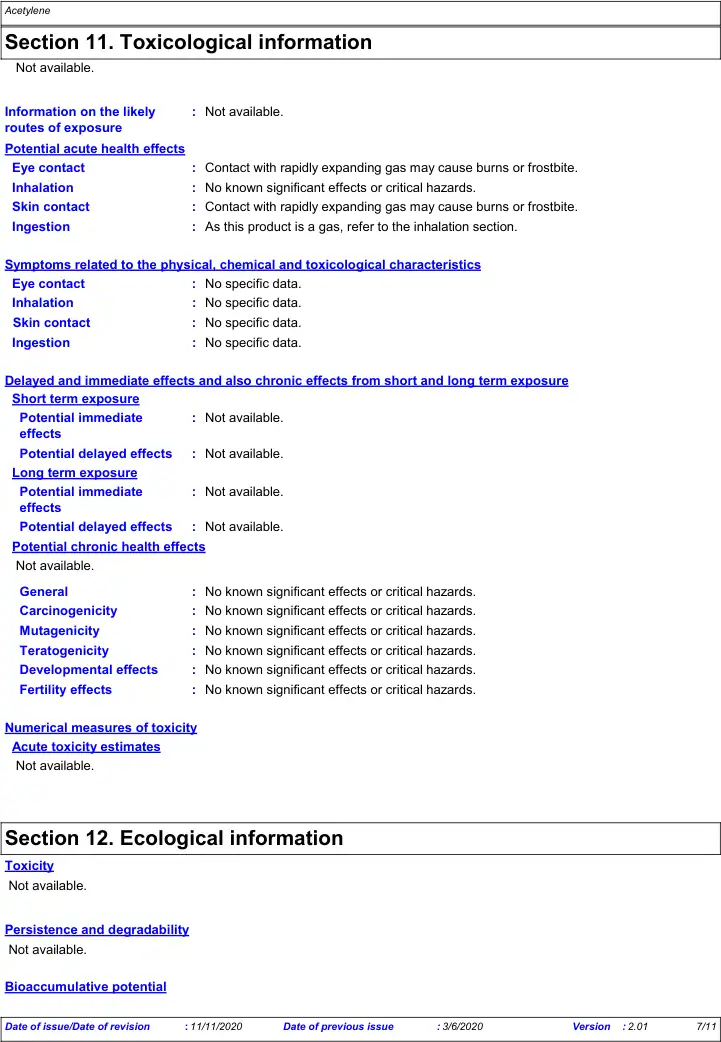 Acetylene
Section 11. Toxicological information
Not available.
Information on the likely : Not available.
routes of exposure
Potential acute health effects
Eye contact : Contact with rapidly expanding gas may cause burns or frostbite.
Inhalation : No known significant effects or critical hazards.
Skin contact : Contact with rapidly expanding gas may cause burns or frostbite.
Ingestion : As this product is a gas, refer to the inhalation section.
Symptoms related to the physical, chemical and toxicological characteristics
Eye contact : No specific data.
Inhalation : No specific data.
Skin contact : No specific data.
Ingestion : No specific data.
Delayed and immediate effects and also chronic effects from short and long term exposure
Short term exposure
Potential immediate : Not available.
effects
Potential delayed effects : Not available.
Long term exposure
Potential immediate : Not available.
effects
Potential delayed effects : Not available.
Potential chronic health effects
Not available.
General : No known significant effects or critical hazards.
Carcinogenicity : No known significant effects or critical hazards.
Mutagenicity : No known significant effects or critical hazards.
Teratogenicity : No known significant effects or critical hazards.
Developmental effects : No known significant effects or critical hazards.
Fertility effects : No known significant effects or critical hazards.
Numerical measures of toxicity
Acute toxicity estimates
Not available.
Section 12. Ecological information
Toxicity
Not available.
Persistence and degradability
Not available.
Bioaccumulative potential
Date of issue/Date of revision : 11/11/2020 Date of previous issue : 3/6/2020 Version : 2.01 7/11